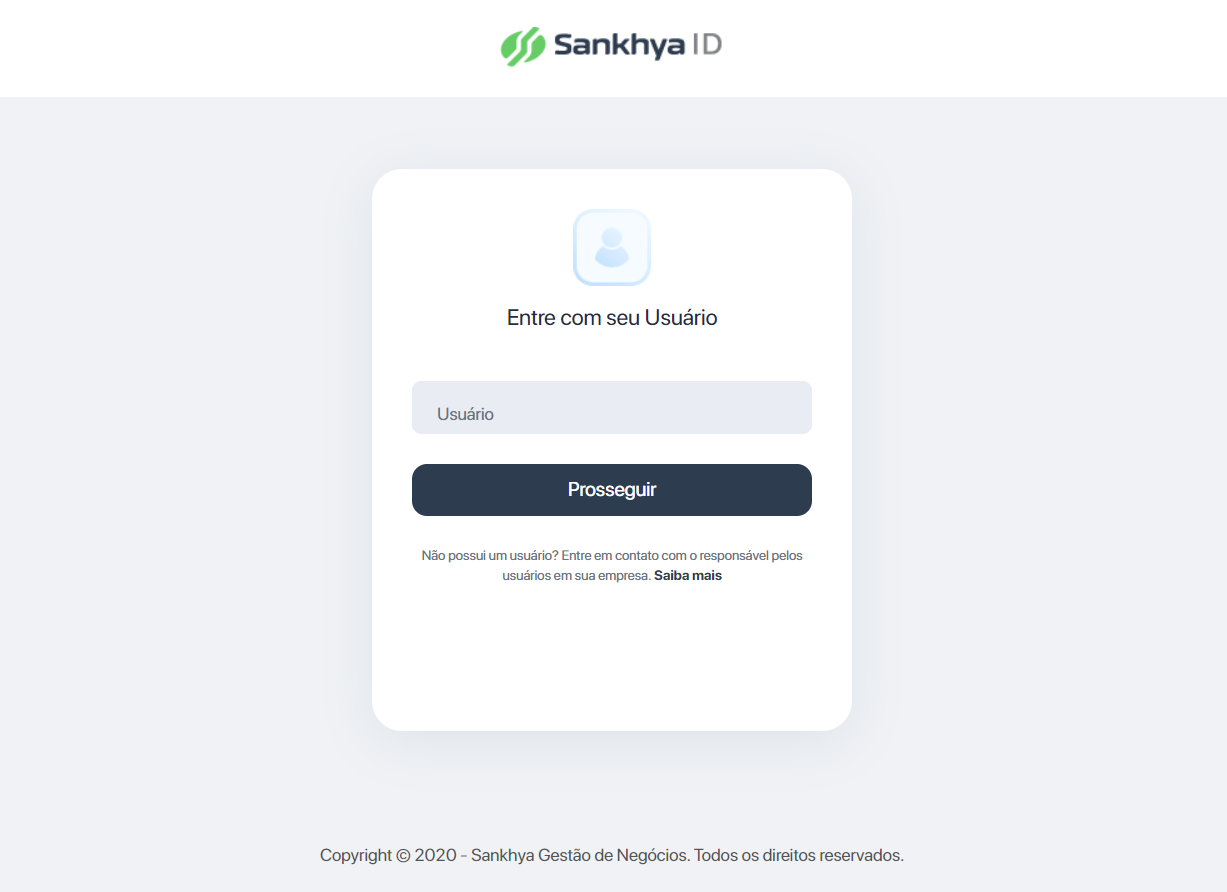 Sankhya ID
Entre com seu Usuário
Usuário
Prosseguir
Não possui um usuário? Entre em contato com o responsável pelos
usuários em sua empresa. Saiba mais
Copyright © 2020 - Sankhya Gestão de Negócios. Todos os direitos reservados.